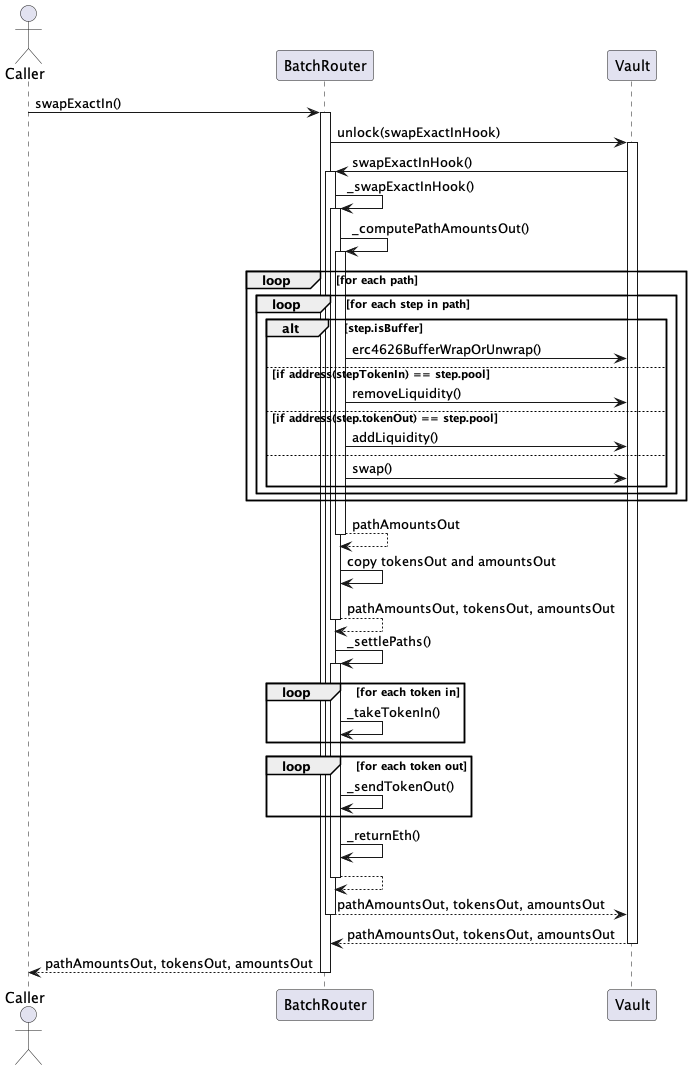 Caller
BatchRouter
Vault
swapExactIn()
unlock(swapExactInHook)
swapExactInHook()
_swapExactInHook()
_computePathAmountsOut()
loop [for each path]
loop [for each step in path]
alt [step.isBuffer]
erc4626BufferWrapOrUnwrap()
[if address(stepTokenIn) == step.pool]
removeLiquidity()
[if address(step.tokenOut) == step.pool]
addLiquidity()
swap()
pathAmountsOut
copy tokensOut and amountsOut
pathAmountsOut, tokensOut, amountsOut
_settlePaths()
loop [for each token in]
_takeTokenIn()
loop [for each token out]
_sendTokenOut()
_returnEth()
pathAmountsOut, tokensOut, amountsOut
pathAmountsOut, tokensOut, amountsOut
pathAmountsOut, tokensOut, amountsOut
Caller
BatchRouter
Vault